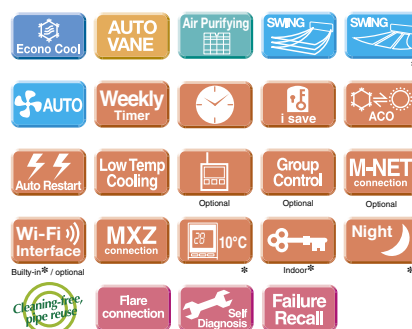 Econo Cool
AUTO
VANE
Air Purifying
SWING
SWING
*
AUTO
Weekly
Timer
i save
ACO
Auto Restart
Low Temp
Cooling
Optional
Group
Control
Optional
M-NET
connection
Optional
Wi-Fi
Interface
Builty-in* / optional
MXZ
connection
28
10°C
*
Indoor*
Night
*
Cleaning-free,
pipe reuse
Flare
connection
Self
Diagnosis
Failure
Recall